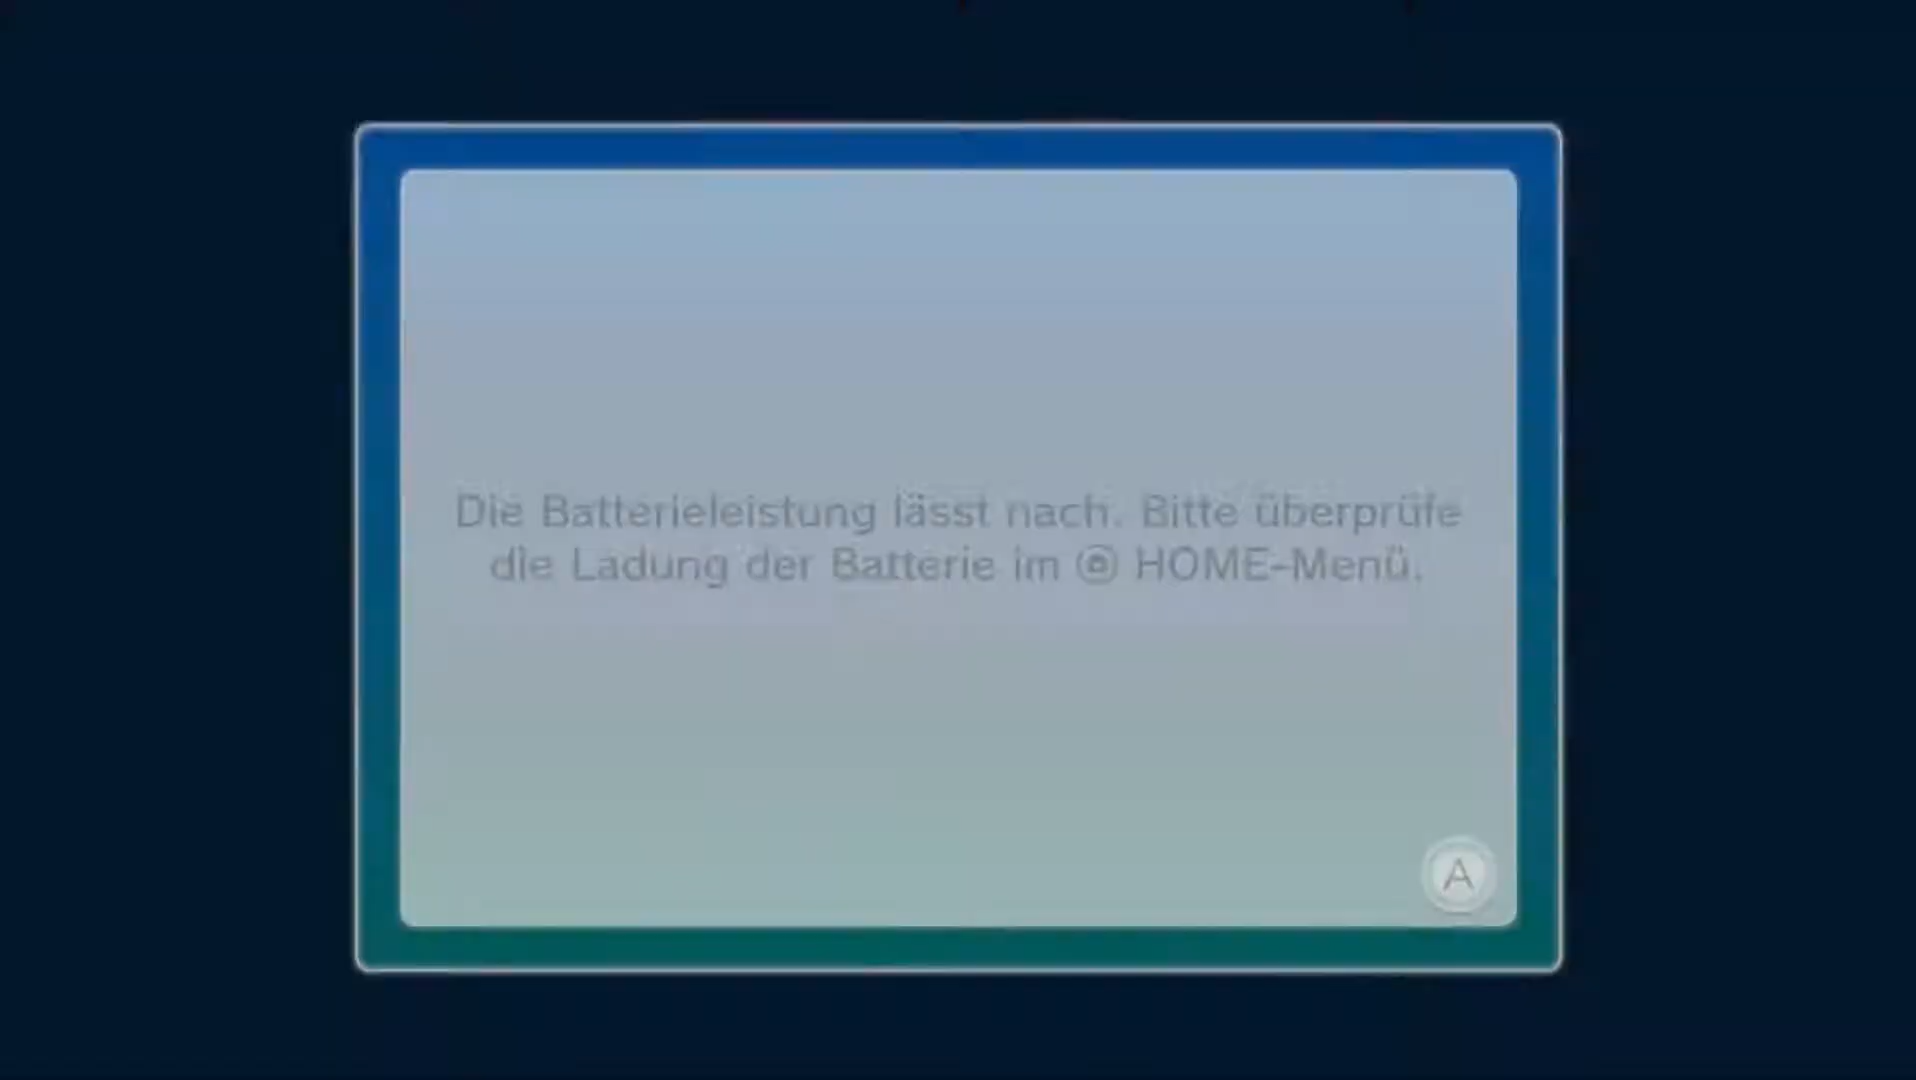 Die Batterieleistung lässt nach. Bitte überprüfe
die Ladung der Batterie im HOME-Menü.
A